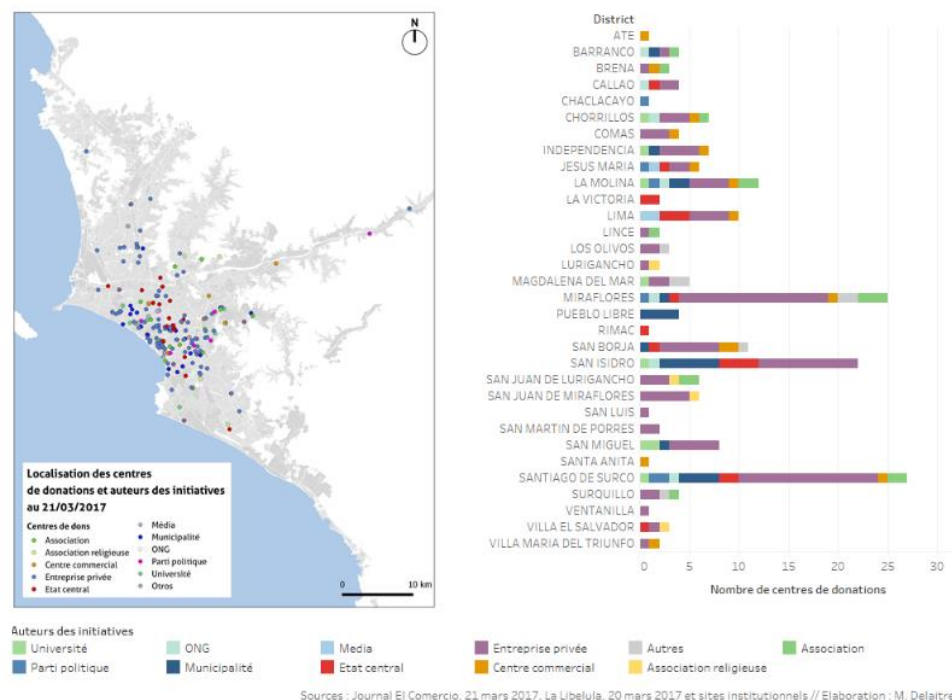 N
Localisation des centres
de donations et auteurs des initiatives
au 21/03/2017
Centres de dons
Association
Association religieuse
Centre commercial
Entreprise privée
Etat central
Média
Municipalité
ONG
Parti politique
Université
Otros
0 10 km
District
ATE
BARRANCO
BRENA
CALLAO
CHACLACAYO
CHORRILLOS
COMAS
INDEPENDENCIA
JESUS MARIA
LA MOLINA
LA VICTORIA
LIMA
LINCE
LOS OLIVOS
LURIGANCHO
MAGDALENA DEL MAR
MIRAFLORES
PUEBLO LIBRE
RIMAC
SAN BORJA
SAN ISIDRO
SAN JUAN DE LURIGANCHO
SAN JUAN DE MIRAFLORES
SAN LUIS
SAN MARTIN DE PORRES
SAN MIGUEL
SANTA ANITA
SANTIAGO DE SURCO
SURQUILLO
VENTANILLA
VILLA EL SALVADOR
VILLA MARIA DEL TRIUNFO
0 5 10 15 20 25 30
Nombre de centres de donations
Auteurs des initiatives
Université ONG Media Entreprise privée Autres Association
Parti politique Municipalité Etat central Centre commercial Association religieuse
Sources : Journal El Comercio, 21 mars 2017, La Libelula, 20 mars 2017 et sites institutionnels // Elaboration : M. Delaitre